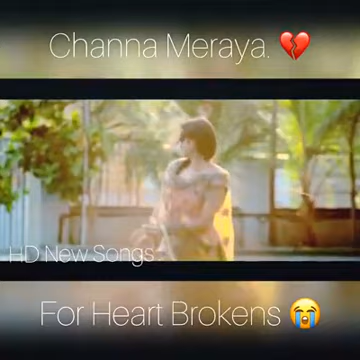 Channa Meraya. 💔
HD New Songs
For Heart Brokens 😭